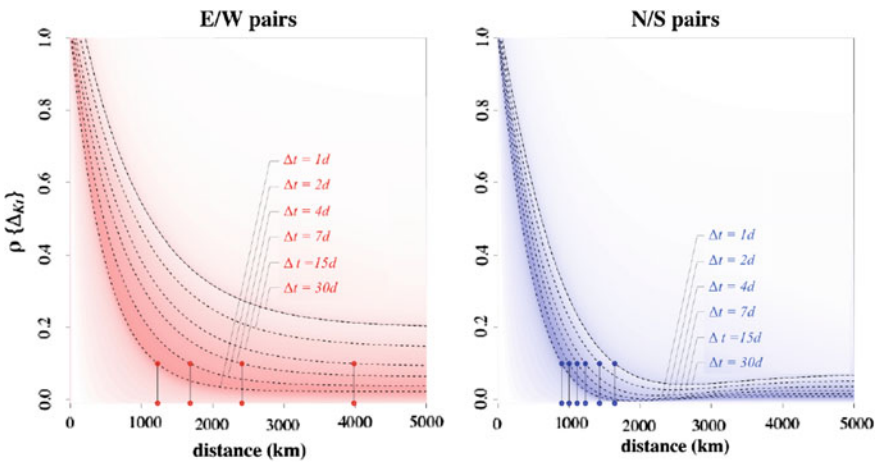 E/W pairs
ρ {Δ_Kt}
1.0
0.8
0.6
0.4
0.2
0.0
Δt = 1d
Δt = 2d
Δt = 4d
Δt = 7d
Δ t =15d
Δt = 30d
0
1000
2000
3000
4000
5000
distance (km)
N/S pairs
1.0
0.8
0.6
0.4
0.2
0.0
Δt = 1d
Δt = 2d
Δt = 4d
Δt = 7d
Δt =15d
Δt = 30d
0
1000
2000
3000
4000
5000
distance (km)